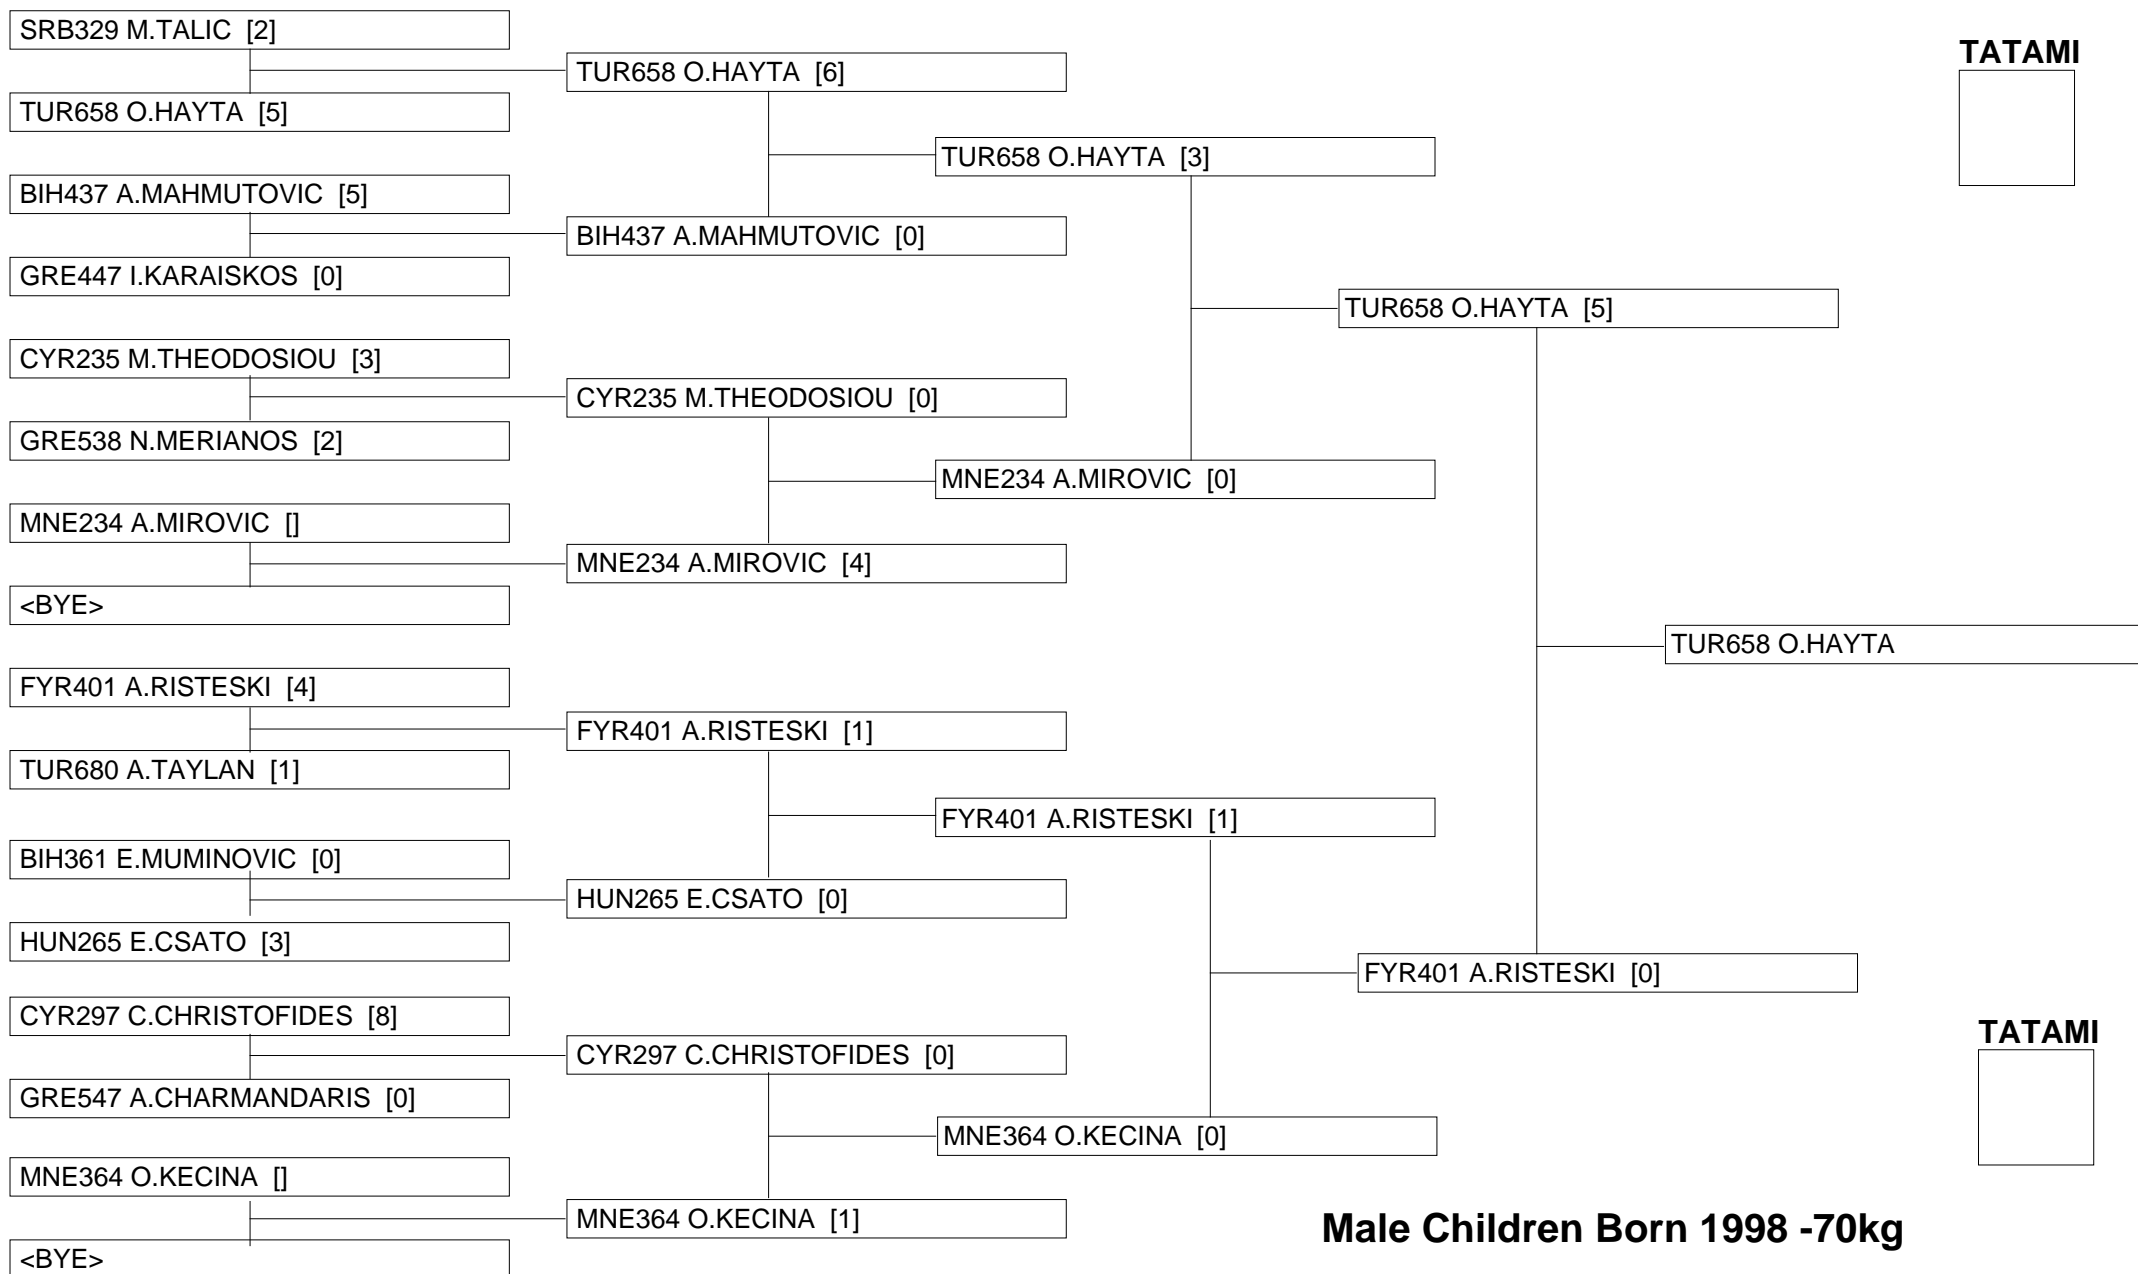 SRB329 M.TALIC [2]
TUR658 O.HAYTA [5]
BIH437 A.MAHMUTOVIC [5]
GRE447 I.KARAISKOS [0]
CYR235 M.THEODOSIOU [3]
GRE538 N.MERIANOS [2]
MNE234 A.MIROVIC []
<BYE>
FYR401 A.RISTESKI [4]
TUR680 A.TAYLAN [1]
BIH361 E.MUMINOVIC [0]
HUN265 E.CSATO [3]
CYR297 C.CHRISTOFIDES [8]
GRE547 A.CHARMANDARIS [0]
MNE364 O.KECINA []
<BYE>
TUR658 O.HAYTA [6]
BIH437 A.MAHMUTOVIC [0]
CYR235 M.THEODOSIOU [0]
MNE234 A.MIROVIC [4]
FYR401 A.RISTESKI [1]
HUN265 E.CSATO [0]
CYR297 C.CHRISTOFIDES [0]
MNE364 O.KECINA [1]
TUR658 O.HAYTA [3]
MNE234 A.MIROVIC [0]
FYR401 A.RISTESKI [1]
MNE364 O.KECINA [0]
TUR658 O.HAYTA [5]
FYR401 A.RISTESKI [0]
TUR658 O.HAYTA
TATAMI
TATAMI
Male Children Born 1998 -70kg